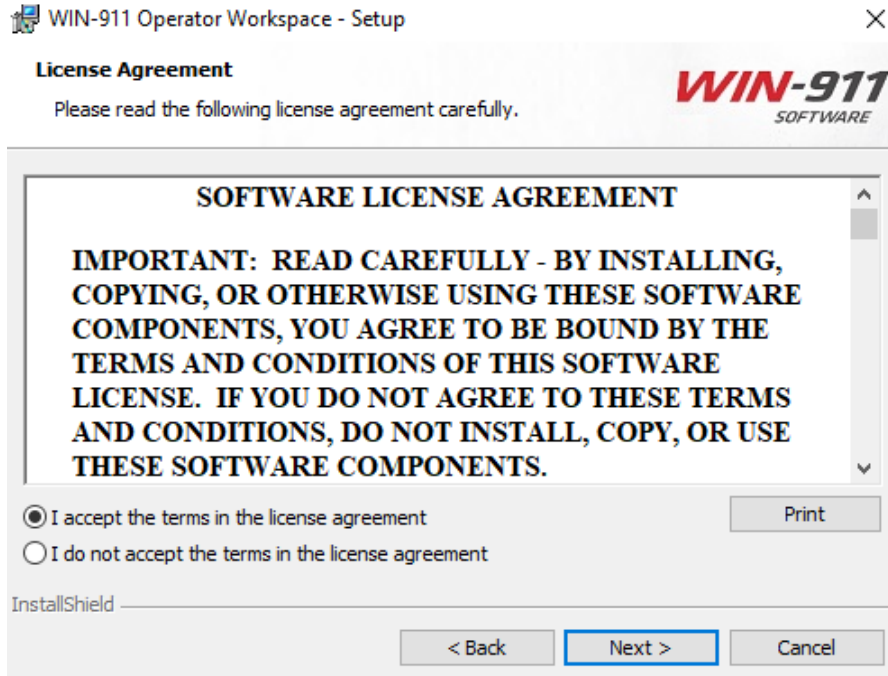 WIN-911 Operator Workspace - Setup
License Agreement
Please read the following license agreement carefully.
WIN-911
SOFTWARE
SOFTWARE LICENSE AGREEMENT
IMPORTANT:  READ CAREFULLY - BY INSTALLING,
COPYING, OR OTHERWISE USING THESE SOFTWARE
COMPONENTS, YOU AGREE TO BE BOUND BY THE
TERMS AND CONDITIONS OF THIS SOFTWARE
LICENSE.  IF YOU DO NOT AGREE TO THESE TERMS
AND CONDITIONS, DO NOT INSTALL, COPY, OR USE
THESE SOFTWARE COMPONENTS.
I accept the terms in the license agreement
Print
I do not accept the terms in the license agreement
InstallShield
< Back
Next >
Cancel